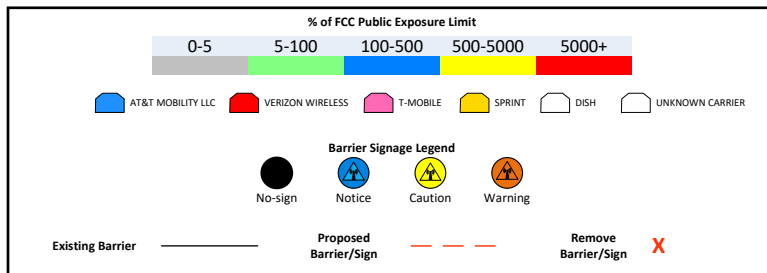 % of FCC Public Exposure Limit
0-5 5-100 100-500 500-5000 5000+
AT&T MOBILITY LLC VERIZON WIRELESS T-MOBILE SPRINT DISH UNKNOWN CARRIER
Barrier Signage Legend
No-sign Notice Caution Warning
Existing Barrier Proposed Barrier/Sign Remove Barrier/Sign X